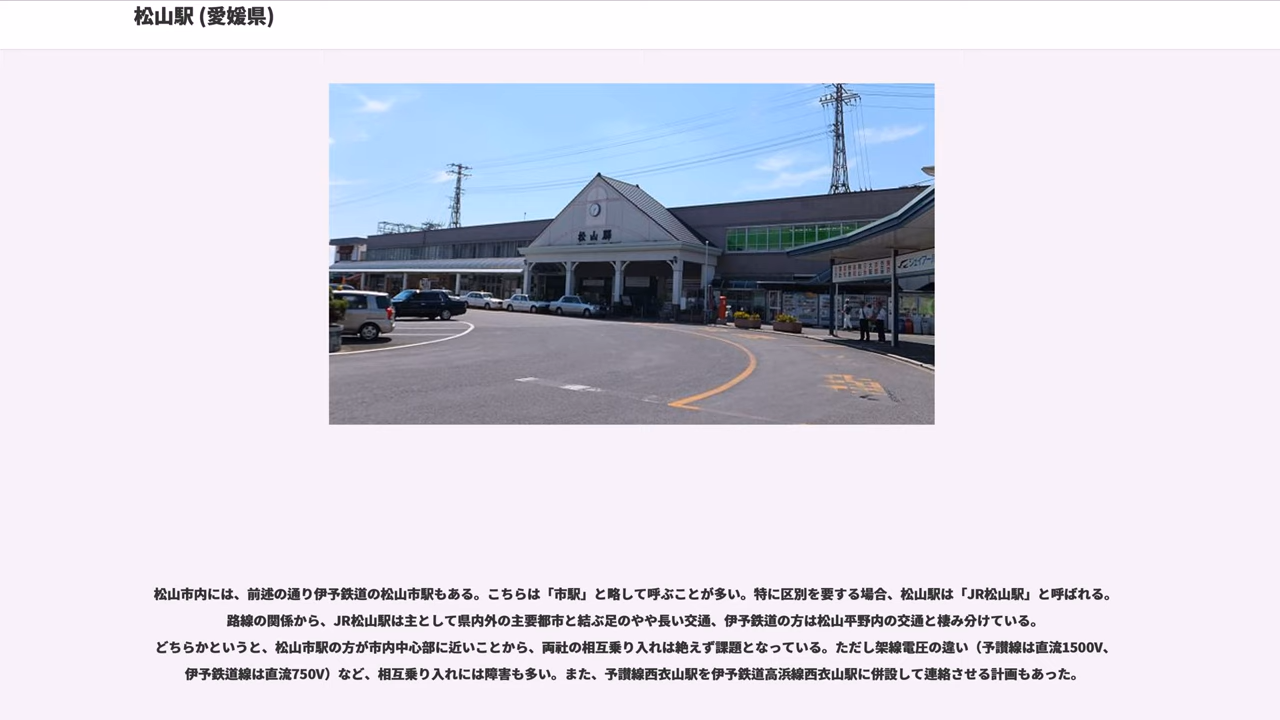 松山駅 (愛媛県)
松山駅
松山市内には、前述の通り伊予鉄道の松山市駅もある。こちらは「市駅」と略して呼ぶことが多い。特に区別を要する場合、松山駅は「JR松山駅」と呼ばれる。
路線の関係から、JR松山駅は主として県内外の主要都市と結ぶ足のやや長い交通、伊予鉄道の方は松山平野内の交通と棲み分けている。
どちらかというと、松山市駅の方が市内中心部に近いことから、両社の相互乗り入れは絶えず課題となっている。ただし架線電圧の違い（予讃線は直流1500V、
伊予鉄道線は直流750V）など、相互乗り入れには障害も多い。また、予讃線西衣山駅を伊予鉄道高浜線西衣山駅に併設して連絡させる計画もあった。